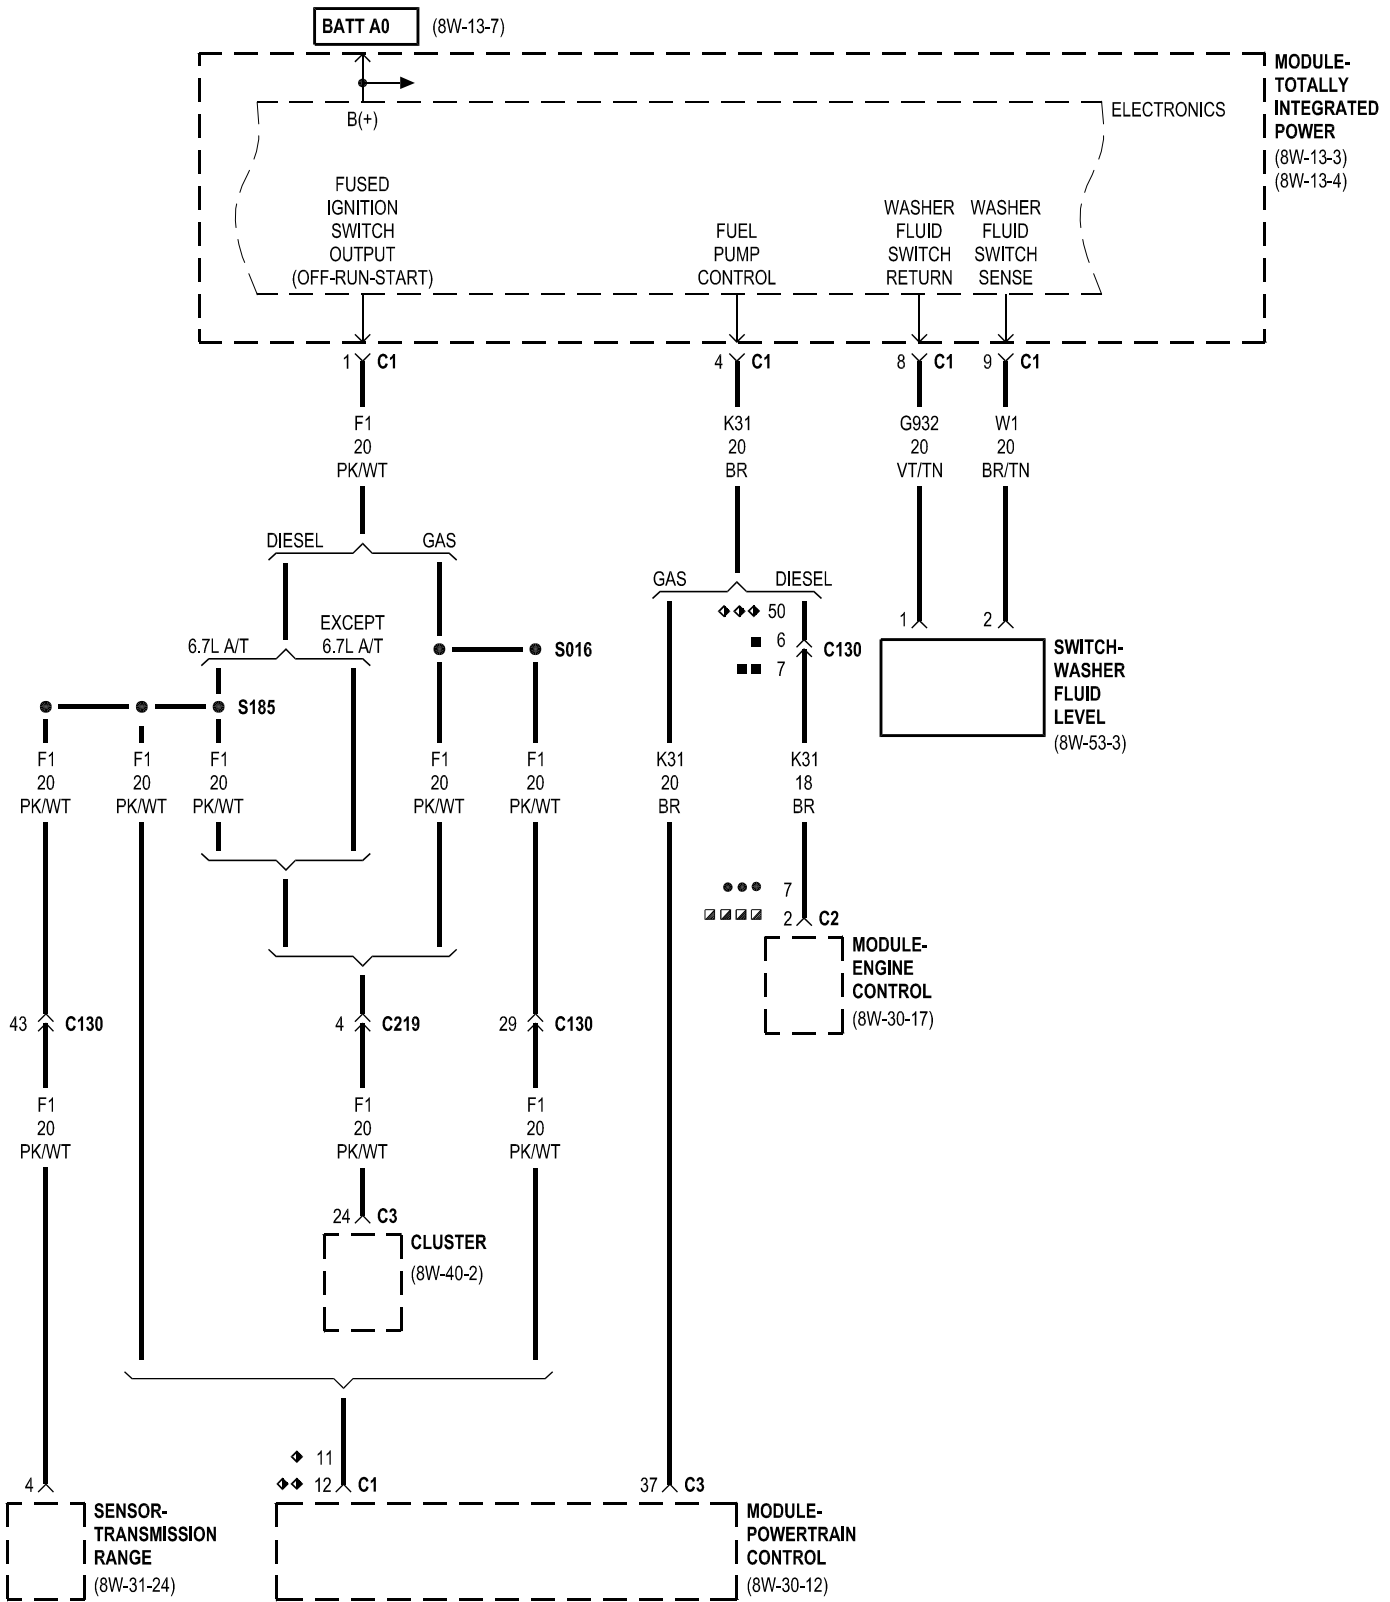 BATT A0 (8W-13-7)
MODULE-
TOTALLY
INTEGRATED
POWER
(8W-13-3)
(8W-13-4)
ELECTRONICS
B(+)
FUSED
IGNITION
SWITCH
OUTPUT
(OFF-RUN-START)
FUEL
PUMP
CONTROL
WASHER
FLUID
SWITCH
RETURN
WASHER
FLUID
SWITCH
SENSE
1 C1
4 C1
8 C1
9 C1
F1
20
PK/WT
K31
20
BR
G932
20
VT/TN
W1
20
BR/TN
DIESEL
GAS
GAS
DIESEL
50
6
7
C130
1
2
SWITCH-
WASHER
FLUID
LEVEL
(8W-53-3)
6.7L A/T
EXCEPT
6.7L A/T
S016
S185
F1
20
PK/WT
F1
20
PK/WT
F1
20
PK/WT
F1
20
PK/WT
F1
20
PK/WT
K31
20
BR
K31
18
BR
7
2 C2
MODULE-
ENGINE
CONTROL
(8W-30-17)
43 C130
4 C219
29 C130
F1
20
PK/WT
F1
20
PK/WT
F1
20
PK/WT
24 C3
CLUSTER
(8W-40-2)
11
12 C1
4
37 C3
SENSOR-
TRANSMISSION
RANGE
(8W-31-24)
MODULE-
POWERTRAIN
CONTROL
(8W-30-12)